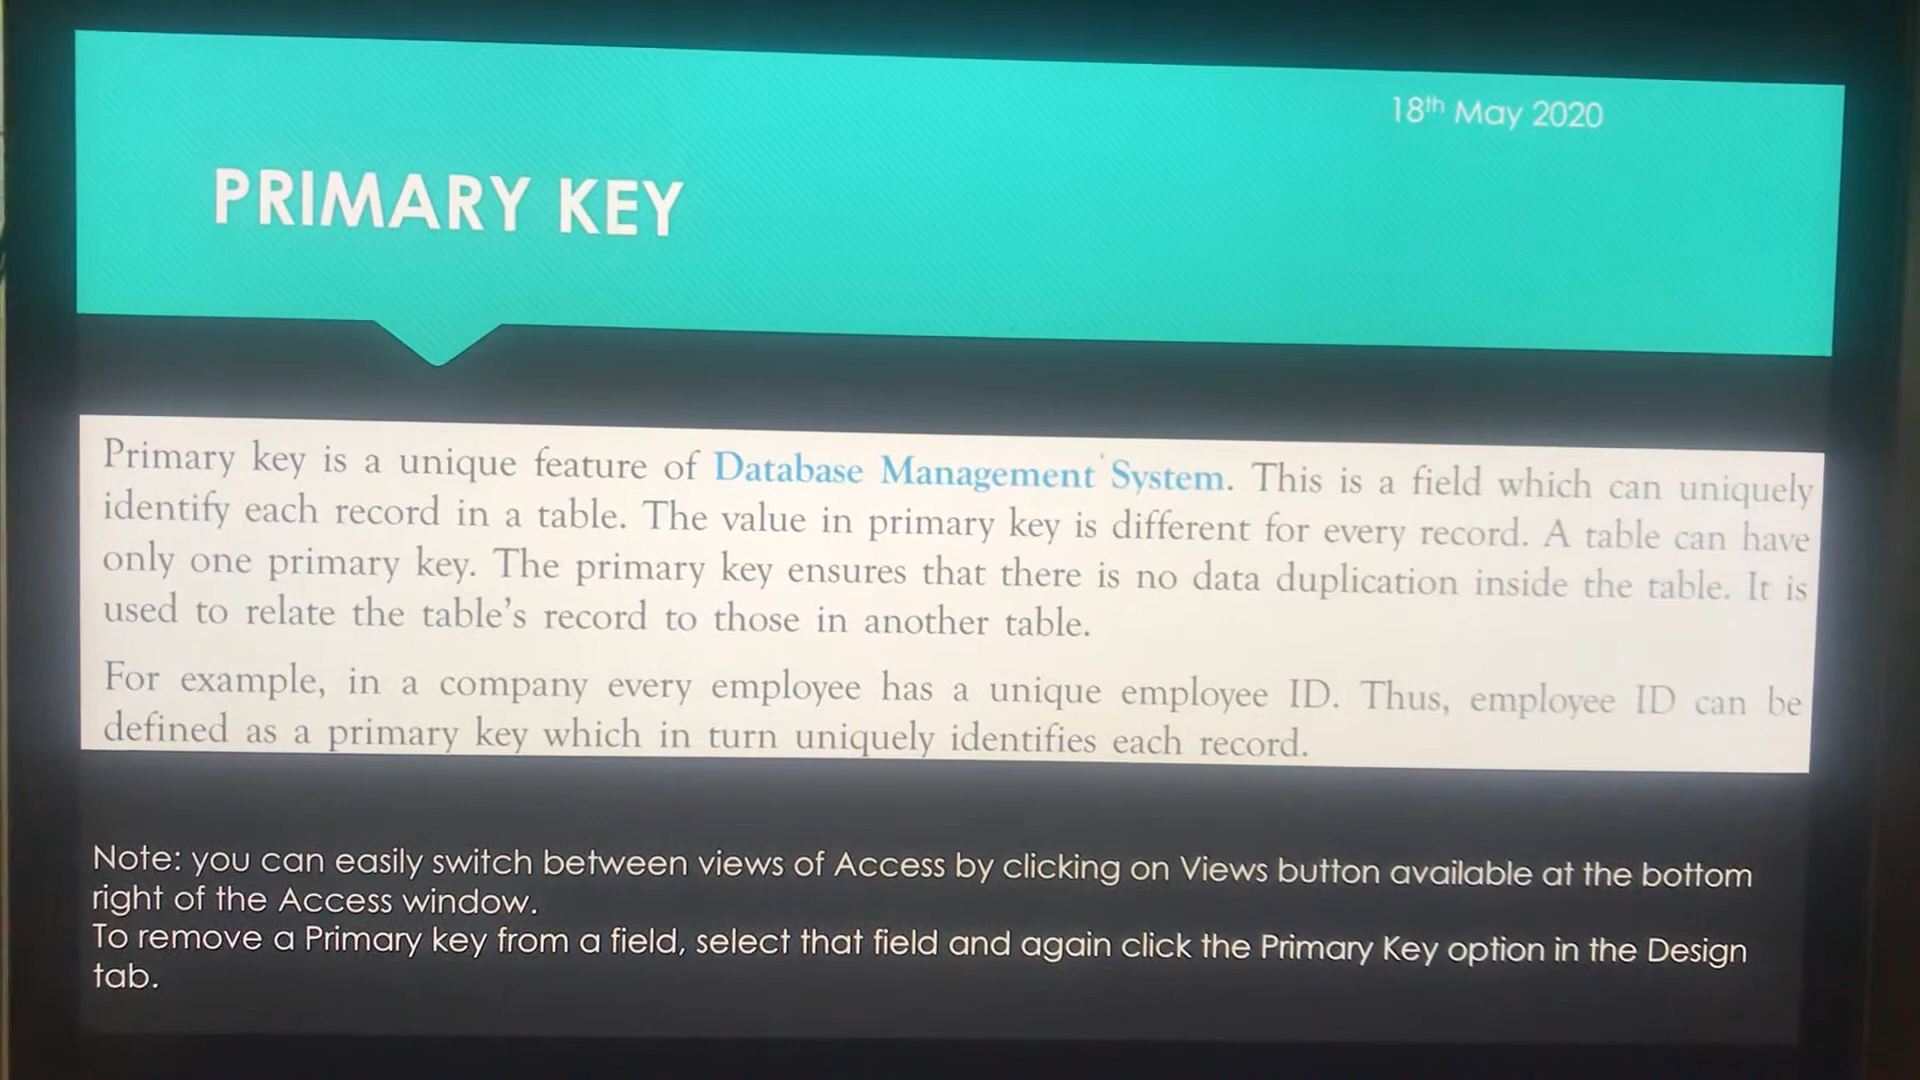 18th May 2020
PRIMARY KEY
Primary key is a unique feature of Database Management System. This is a field which can uniquely
identify each record in a table. The value in primary key is different for every record. A table can have
only one primary key. The primary key ensures that there is no data duplication inside the table. It is
used to relate the table's record to those in another table.
For example, in a company every employee has a unique employee ID. Thus, employee ID can be
defined as a primary key which in turn uniquely identifies each record.
Note: you can easily switch between views of Access by clicking on Views button available at the bottom
right of the Access window.
To remove a Primary key from a field, select that field and again click the Primary Key option in the Design
tab.